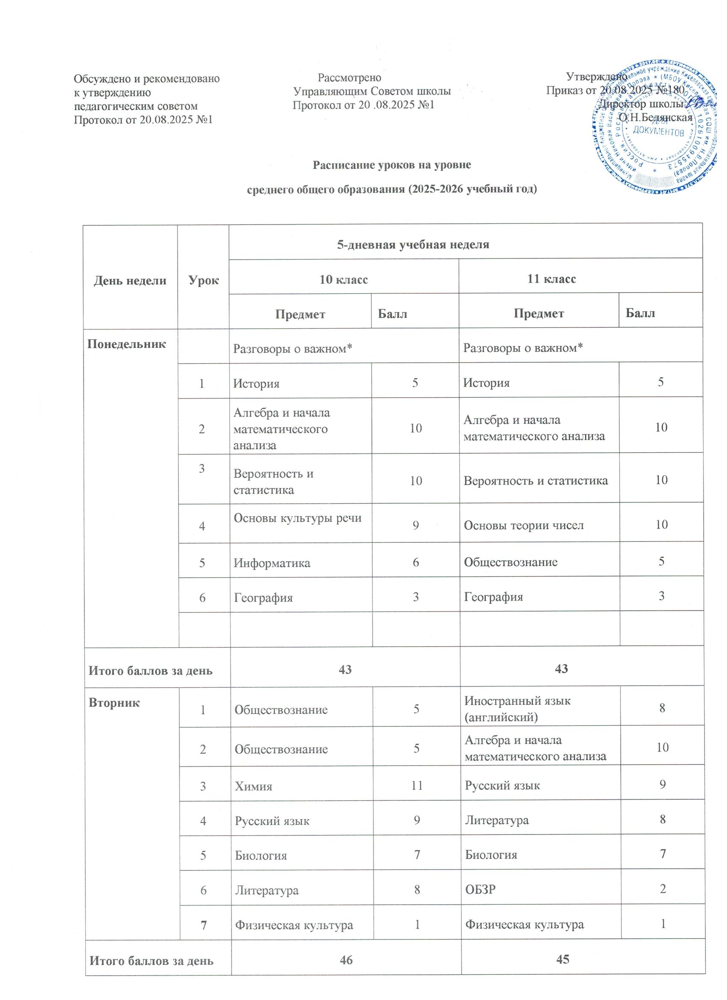 Обсуждено и рекомендовано
к утверждению
педагогическим советом
Протокол от 20.08.2025 №1
Рассмотрено
Управляющим Советом школы
Протокол от 20 .08.2025 №1
Утверждено
Приказ от 20.08.2025 №180
Директор школы
О.Н.Белянская
ДЛЯ
ДОКУМЕНТОВ
Расписание уроков на уровне
среднего общего образования (2025-2026 учебный год)
День недели
Урок
5-дневная учебная неделя
10 класс
11 класс
Предмет
Балл
Предмет
Балл
Понедельник
Разговоры о важном*
Разговоры о важном*
1 История 5 История 5
2
Алгебра и начала
математического
анализа
10
Алгебра и начала
математического анализа
10
3
Вероятность и
статистика
10
Вероятность и статистика
10
4 Основы культуры речи 9 Основы теории чисел 10
5 Информатика 6 Обществознание 5
6 География 3 География 3
Итого баллов за день 43 43
Вторник
1
Обществознание
5
Иностранный язык
(английский)
8
2
Обществознание
5
Алгебра и начала
математического анализа
10
3 Химия 11 Русский язык 9
4 Русский язык 9 Литература 8
5 Биология 7 Биология 7
6 Литература 8 ОБЗР 2
7 Физическая культура 1 Физическая культура 1
Итого баллов за день 46 45